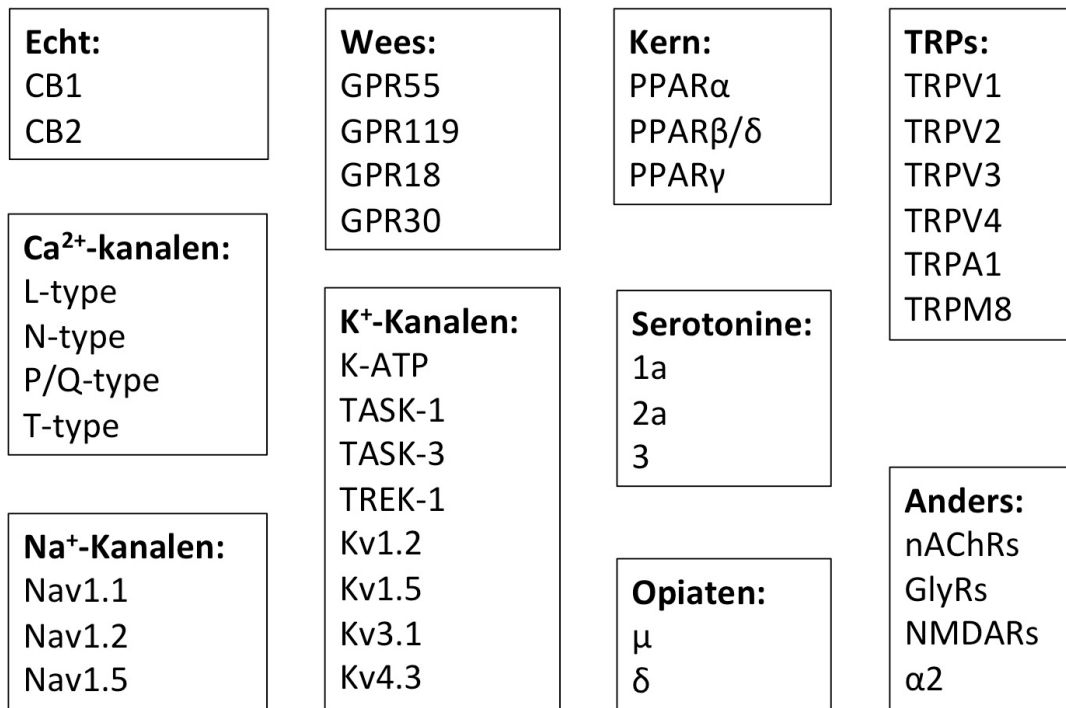 Echt:
CB1
CB2
Ca²⁺-kanalen:
L-type
N-type
P/Q-type
T-type
Na⁺-Kanalen:
Nav1.1
Nav1.2
Nav1.5
Wees:
GPR55
GPR119
GPR18
GPR30
K⁺-Kanalen:
K-ATP
TASK-1
TASK-3
TREK-1
Kv1.2
Kv1.5
Kv3.1
Kv4.3
Kern:
PPARα
PPARβ/δ
PPARγ
Serotonine:
1a
2a
3
Opiaten:
μ
δ
TRPs:
TRPV1
TRPV2
TRPV3
TRPV4
TRPA1
TRPM8
Anders:
nAChRs
GlyRs
NMDARs
α2